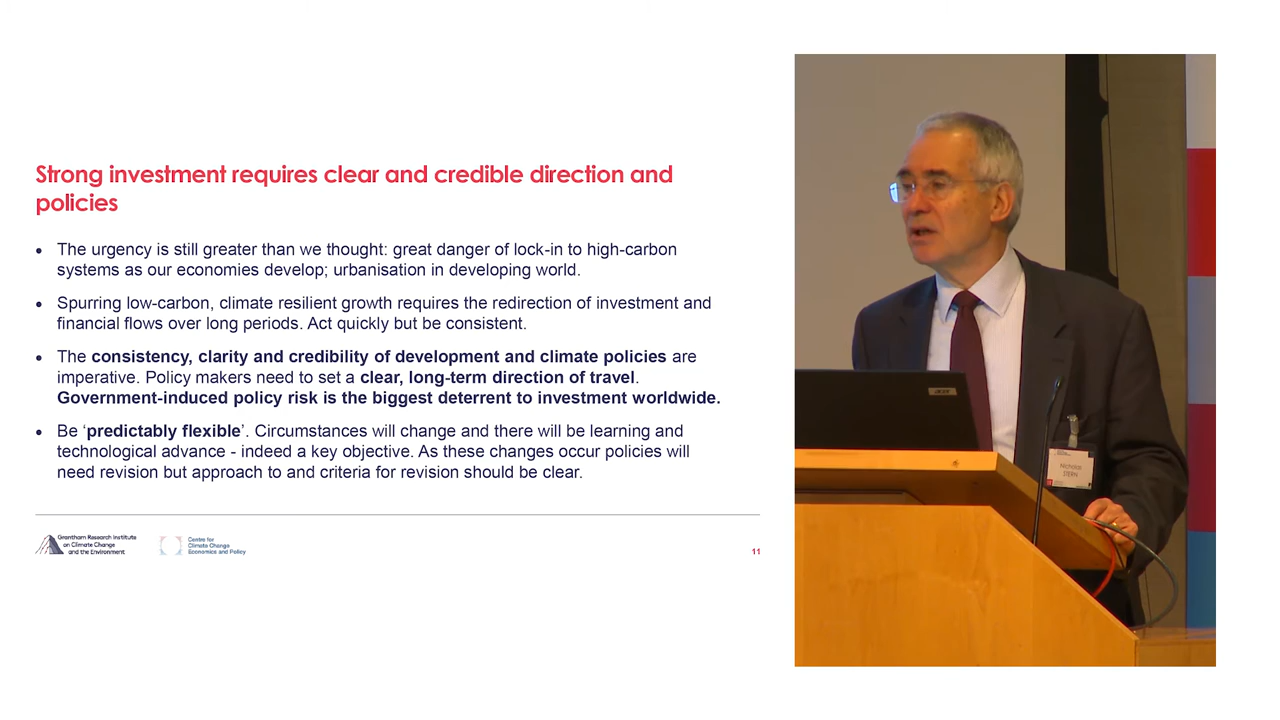 Strong investment requires clear and credible direction and
policies
• The urgency is still greater than we thought: great danger of lock-in to high-carbon
systems as our economies develop; urbanisation in developing world.
• Spurring low-carbon, climate resilient growth requires the redirection of investment and
financial flows over long periods. Act quickly but be consistent.
• The consistency, clarity and credibility of development and climate policies are
imperative. Policy makers need to set a clear, long-term direction of travel.
Government-induced policy risk is the biggest deterrent to investment worldwide.
• Be ‘predictably flexible’. Circumstances will change and there will be learning and
technological advance - indeed a key objective. As these changes occur policies will
need revision but approach to and criteria for revision should be clear.
Grantham Research Institute
on Climate Change
and the Environment
Centre for
Climate Change
Economics and Policy
11
acer
Nicholas
STERN